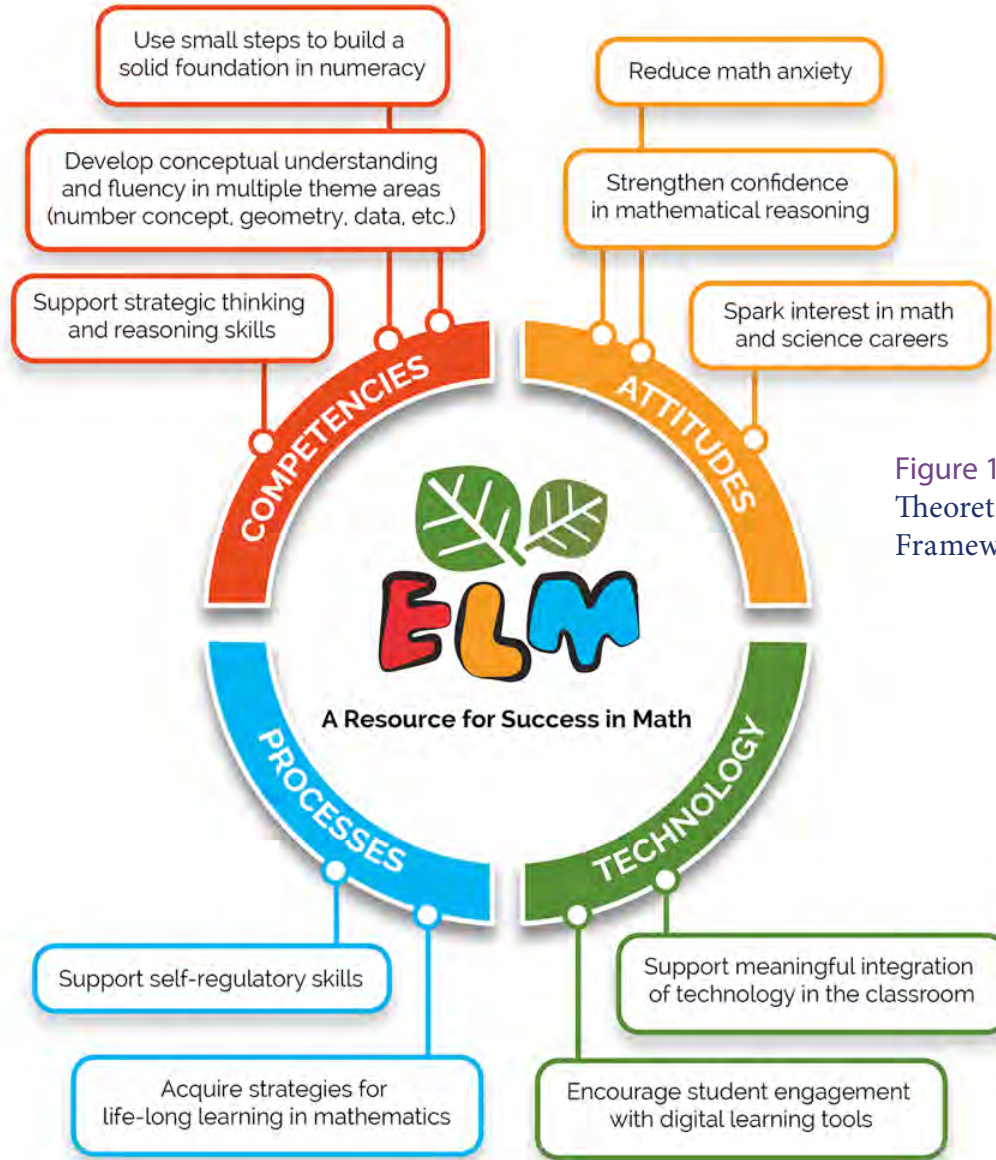 Use small steps to build a
solid foundation in numeracy
Develop conceptual understanding
and fluency in multiple theme areas
(number concept, geometry, data, etc.)
Support strategic thinking
and reasoning skills
Reduce math anxiety
Strengthen confidence
in mathematical reasoning
Spark interest in math
and science careers
COMPETENCIES
ATTITUDES
Figure 1
Theoret
Framew
ELM
A Resource for Success in Math
PROCESSES
TECHNOLOGY
Support self-regulatory skills
Acquire strategies for
life-long learning in mathematics
Support meaningful integration
of technology in the classroom
Encourage student engagement
with digital learning tools